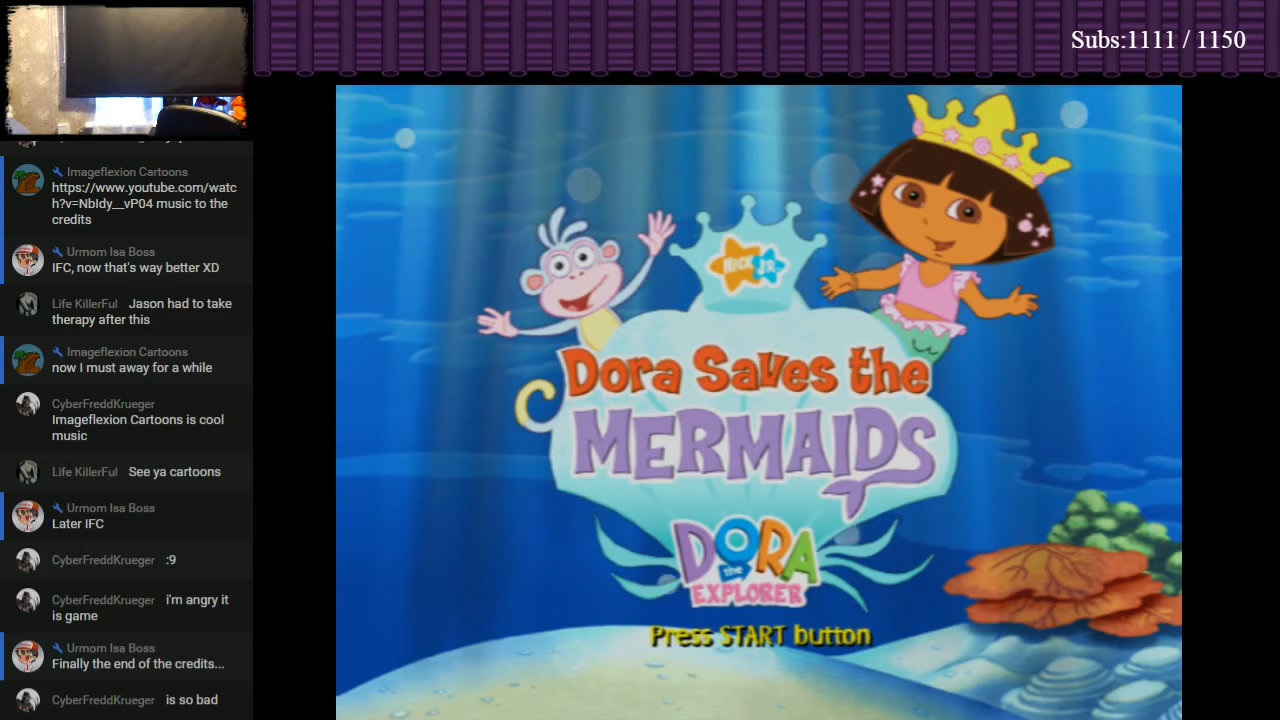 Subs:1111 / 1150
Imageflexion Cartoons
https://www.youtube.com/watc
h?v=NbIdy__vP04 music to the
credits
Urmom Isa Boss
IFC, now that's way better XD
Life KillerFul Jason had to take
therapy after this
Imageflexion Cartoons
now I must away for a while
CyberFreddKrueger
Imageflexion Cartoons is cool
music
Life KillerFul See ya cartoons
Urmom Isa Boss
Later IFC
CyberFreddKrueger :9
CyberFreddKrueger i'm angry it
is game
Urmom Isa Boss
Finally the end of the credits...
CyberFreddKrueger is so bad
NICK JR
Dora Saves the
MERMAIDS
DORA
the
EXPLORER
Press START button